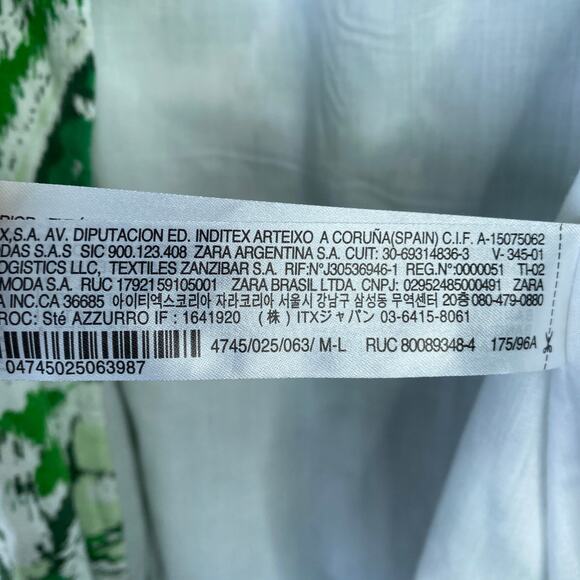 X,S.A. AV. DIPUTACION ED. INDITEX ARTEIXO A CORUÑA(SPAIN) C.I.F. A-15075062
DAS S.A.S SIC 900.123.408 ZARA ARGENTINA S.A. CUIT: 30-69314836-3 V-345-01
OGISTICS LLC, TEXTILES ZANZIBAR S.A. RIF:NºJ30536946-1 REG.Nº:0000051 TI-02
MODA S.A. RÚC 1792159105001 ZARA BRASIL LTDA. CNPJ: 02952485000491 ZARA
A INC.CA 36685 아이티엑스코리아 자라코리아 서울시 강남구 삼성동 무역센터 20층 080-479-0880
ROC: Sté AZZURRO IF : 1641920 (株) ITXジャパン 03-6415-8061
4745/025/063/ M-L RUC 80089348-4 175/96A
04745025063987